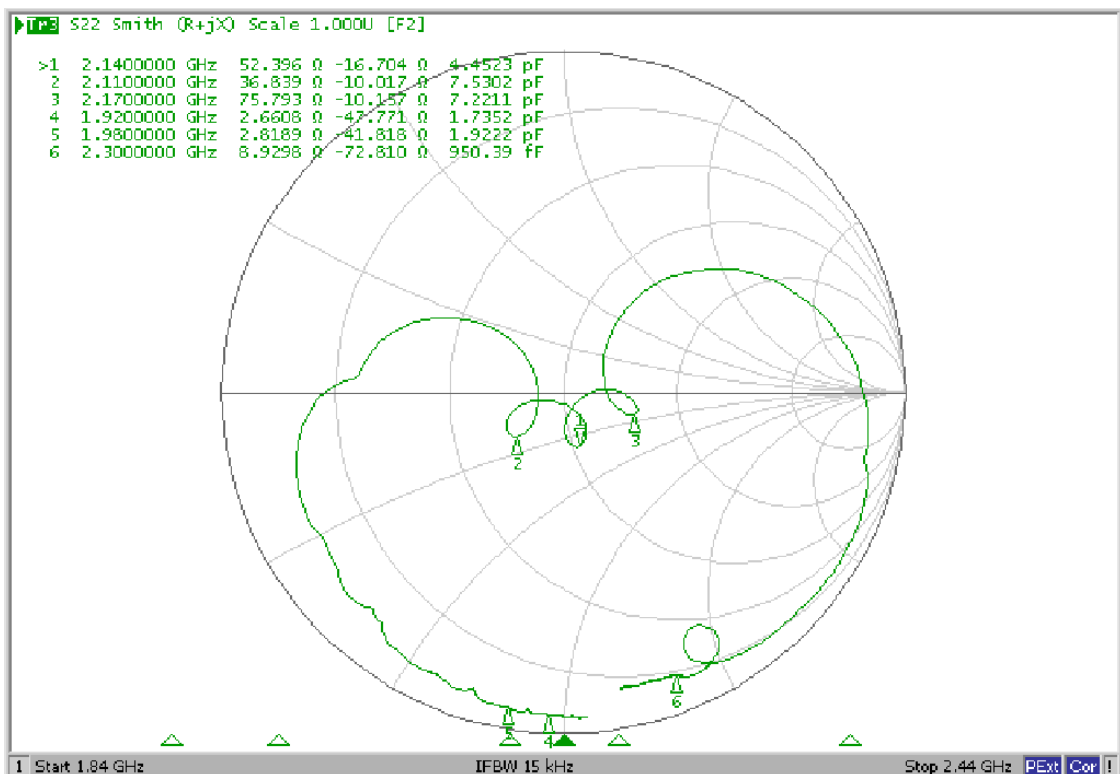 Tr3 S22 Smith (R+jX) Scale 1.000U [F2]
>1 2.1400000 GHz 52.396 Ω -16.704 Ω 4.4523 pF
2 2.1100000 GHz 36.839 Ω -10.017 Ω 7.5302 pF
3 2.1700000 GHz 75.793 Ω -10.157 Ω 7.2211 pF
4 1.9200000 GHz 2.6608 Ω -47.771 Ω 1.7352 pF
5 1.9800000 GHz 2.8189 Ω -41.818 Ω 1.9222 pF
6 2.3000000 GHz 8.9298 Ω -72.810 Ω 950.39 fF
1
2
3
6
5
4
1 Start 1.84 GHz IFBW 15 kHz Stop 2.44 GHz PExt Cor !